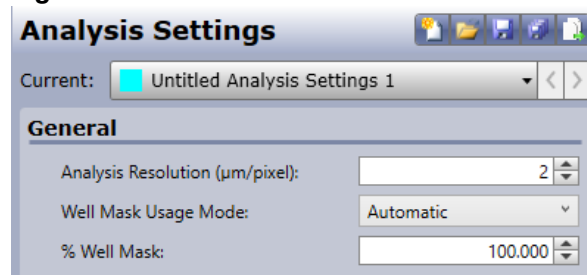 Analysis Settings
Current: Untitled Analysis Settings 1
General
Analysis Resolution (µm/pixel): 2
Well Mask Usage Mode: Automatic
% Well Mask: 100.000